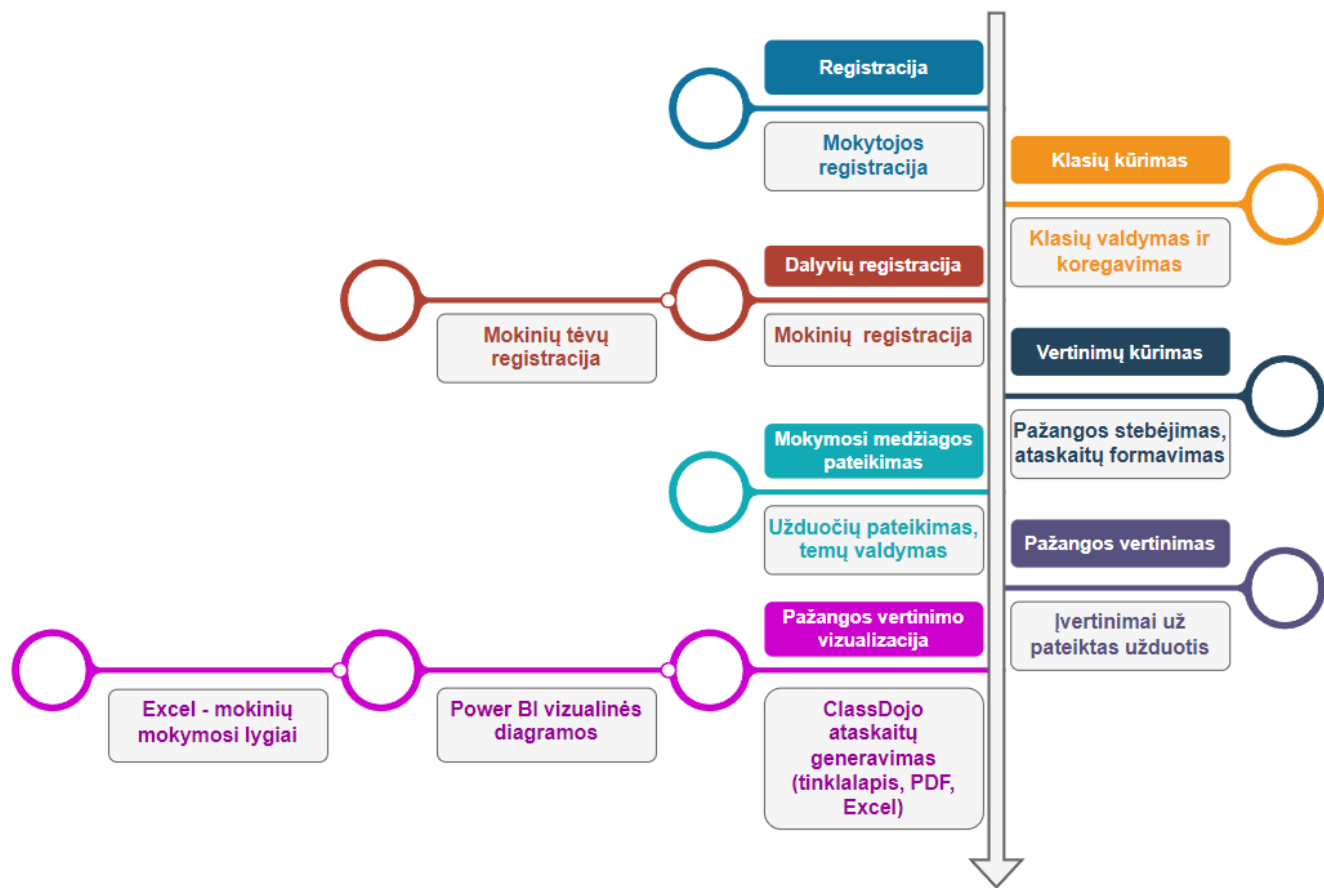 Registracija
Mokytojos
registracija
Klasių kūrimas
Klasių valdymas ir
koregavimas
Dalyvių registracija
Mokinių registracija
Mokinių tėvų
registracija
Vertinimų kūrimas
Pažangos stebėjimas,
ataskaitų formavimas
Mokymosi medžiagos
pateikimas
Užduočių pateikimas,
temų valdymas
Pažangos vertinimas
Įvertinimai už
pateiktas užduotis
Pažangos vertinimo
vizualizacija
ClassDojo
ataskaitų
generavimas
(tinklalapis, PDF,
Excel)
Power BI vizualinės
diagramos
Excel - mokinių
mokymosi lygiai